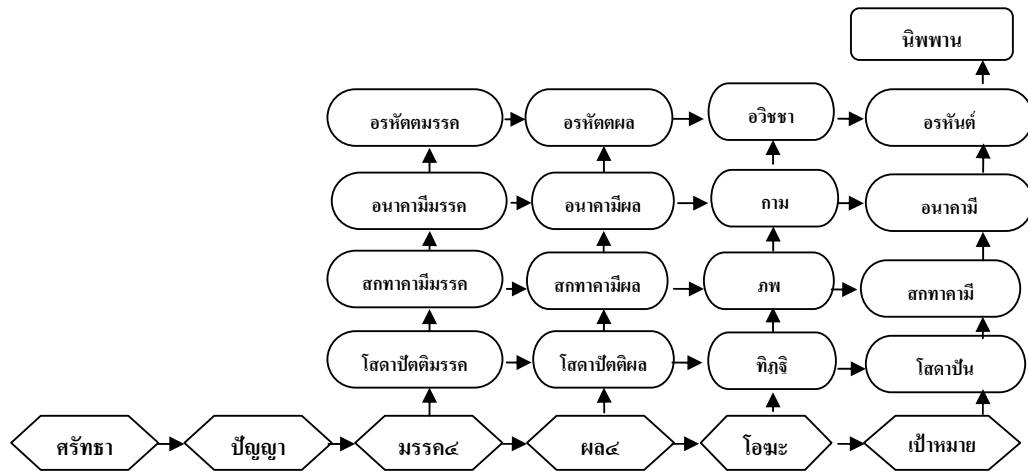 นิพพาน
อรหัตตมรรค อรหัตตผล อวิชชา อรหันต์
อนาคามีมรรค อนาคามีผล กาม อนาคามี
สกทาคามีมรรค สกทาคามีผล ภพ สกทาคามี
โสดาปัตติมรรค โสดาปัตติผล ทิฏฐิ โสดาปัน
ศรัทธา ปัญญา มรรค๔ ผล๔ โอฆะ เป้าหมาย